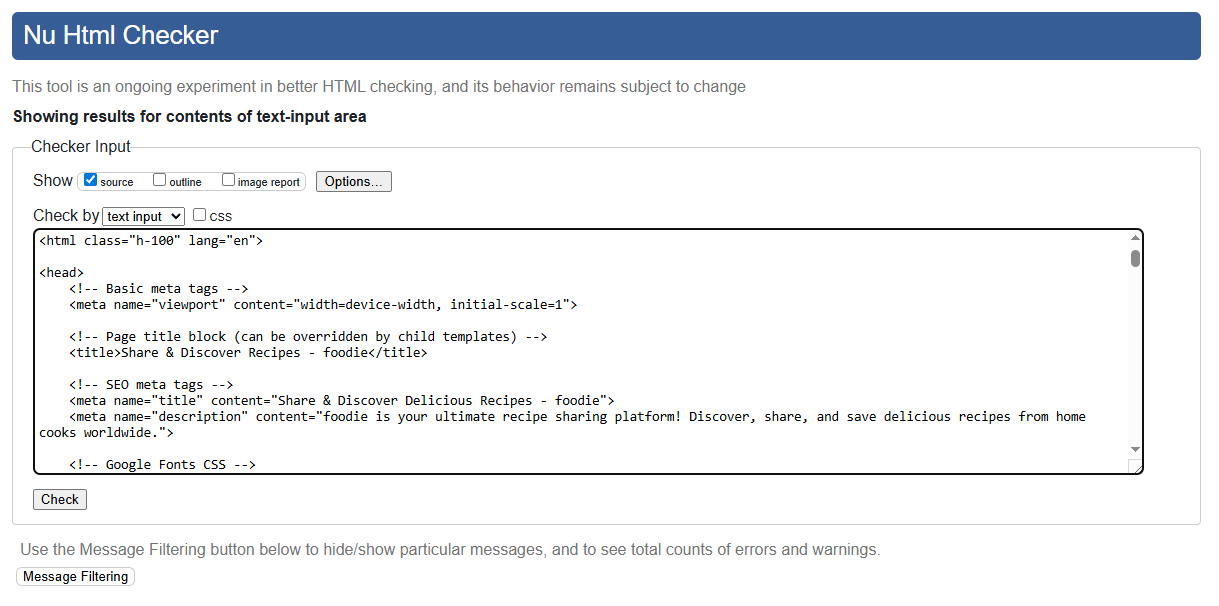 Nu Html Checker
This tool is an ongoing experiment in better HTML checking, and its behavior remains subject to change
Showing results for contents of text-input area
Checker Input
Show source outline image report Options...
Check by text input css
<html class="h-100" lang="en">
<head>
<!-- Basic meta tags -->
<meta name="viewport" content="width=device-width, initial-scale=1">
<!-- Page title block (can be overridden by child templates) -->
<title>Share & Discover Recipes - foodie</title>
<!-- SEO meta tags -->
<meta name="title" content="Share & Discover Delicious Recipes - foodie">
<meta name="description" content="foodie is your ultimate recipe sharing platform! Discover, share, and save delicious recipes from home
cooks worldwide.">
<!-- Google Fonts CSS -->
Check
Use the Message Filtering button below to hide/show particular messages, and to see total counts of errors and warnings.
Message Filtering